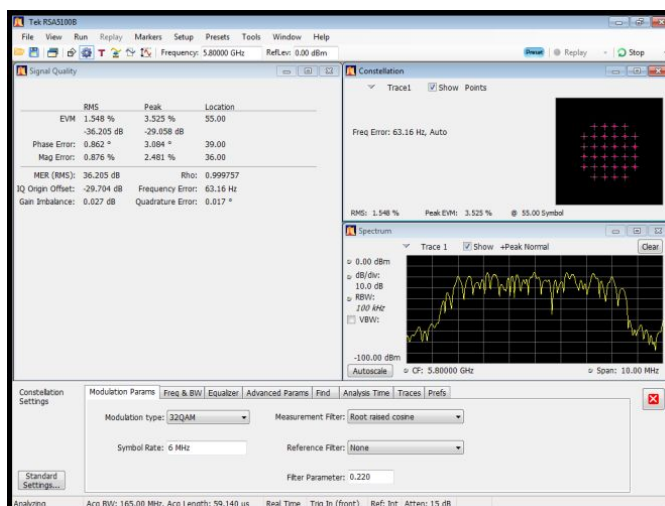 Tek RSA5100B
File View Run Replay Markers Setup Presets Tools Window Help
T Frequency: 5.80000 GHz RefLev: 0.00 dBm Preset Replay Stop
Signal Quality
RMS Peak Location
EVM 1.548 % 3.525 % 55.00
-36.205 dB -29.058 dB
Phase Error: 0.862 ° 3.084 ° 39.00
Mag Error: 0.876 % 2.481 % 36.00
MER (RMS): 36.205 dB Rho: 0.999757
IQ Origin Offset: -29.704 dB Frequency Error: 63.16 Hz
Gain Imbalance: 0.027 dB Quadrature Error: 0.017 °
Constellation
Trace1 Show Points
Freq Error: 63.16 Hz, Auto
RMS: 1.548 % Peak EVM: 3.525 % @ 55.00 Symbol
Spectrum
Trace 1 Show +Peak Normal Clear
0.00 dBm
dB/div:
10.0 dB
RBW:
100 kHz
VBW:
-100.00 dBm
Autoscale CF: 5.80000 GHz Span: 10.00 MHz
Constellation Settings
Modulation Params Freq & BW Equalizer Advanced Params Find Analysis Time Traces Prefs
Modulation type: 32QAM Measurement Filter: Root raised cosine
Symbol Rate: 6 MHz Reference Filter: None
Filter Parameter: 0.220
Standard Settings...
Analyzing Acq BW: 165.00 MHz, Acq Length: 59.140 us Real Time Trig In (front) Ref: Int Atten: 15 dB